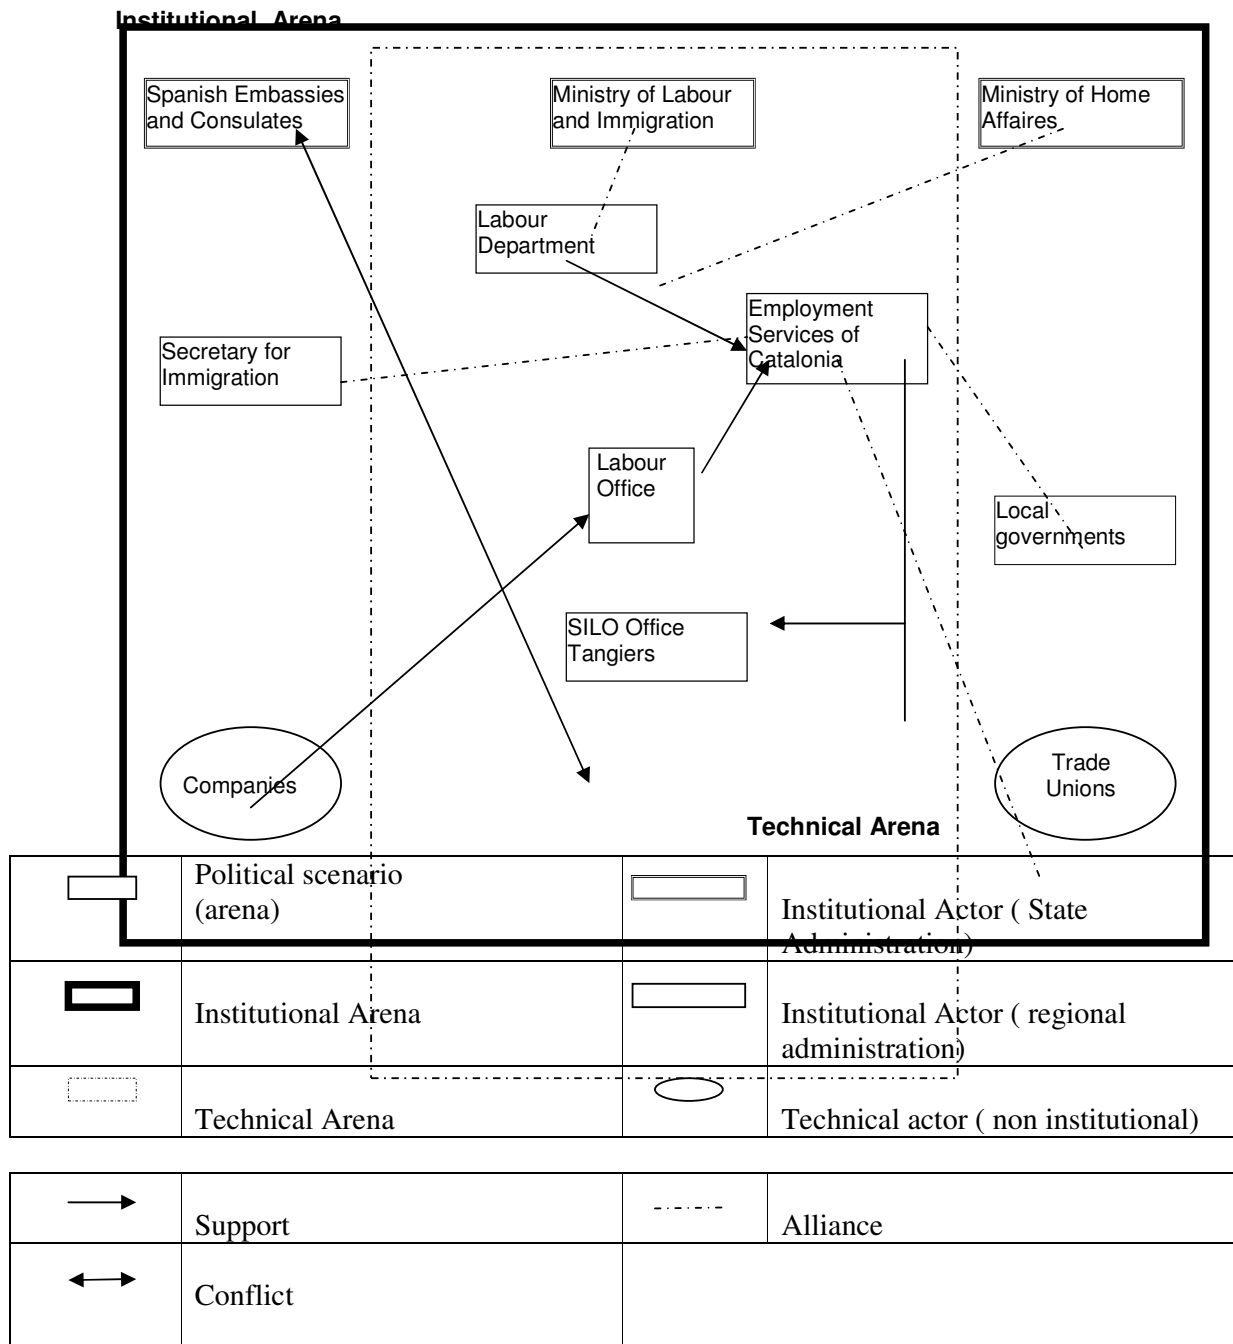 Institutional Arena
Spanish Embassies
and Consulates
Ministry of Labour
and Immigration
Ministry of Home
Affaires
Labour
Department
Employment
Services of
Catalonia
Secretary for
Immigration
Labour
Office
Local
governments
SILO Office
Tangiers
Companies
Trade
Unions
Technical Arena
Political scenario
(arena)
Institutional Actor ( State
Administration)
Institutional Arena
Institutional Actor ( regional
administration)
Technical Arena
Technical actor ( non institutional)
Support
Alliance
Conflict